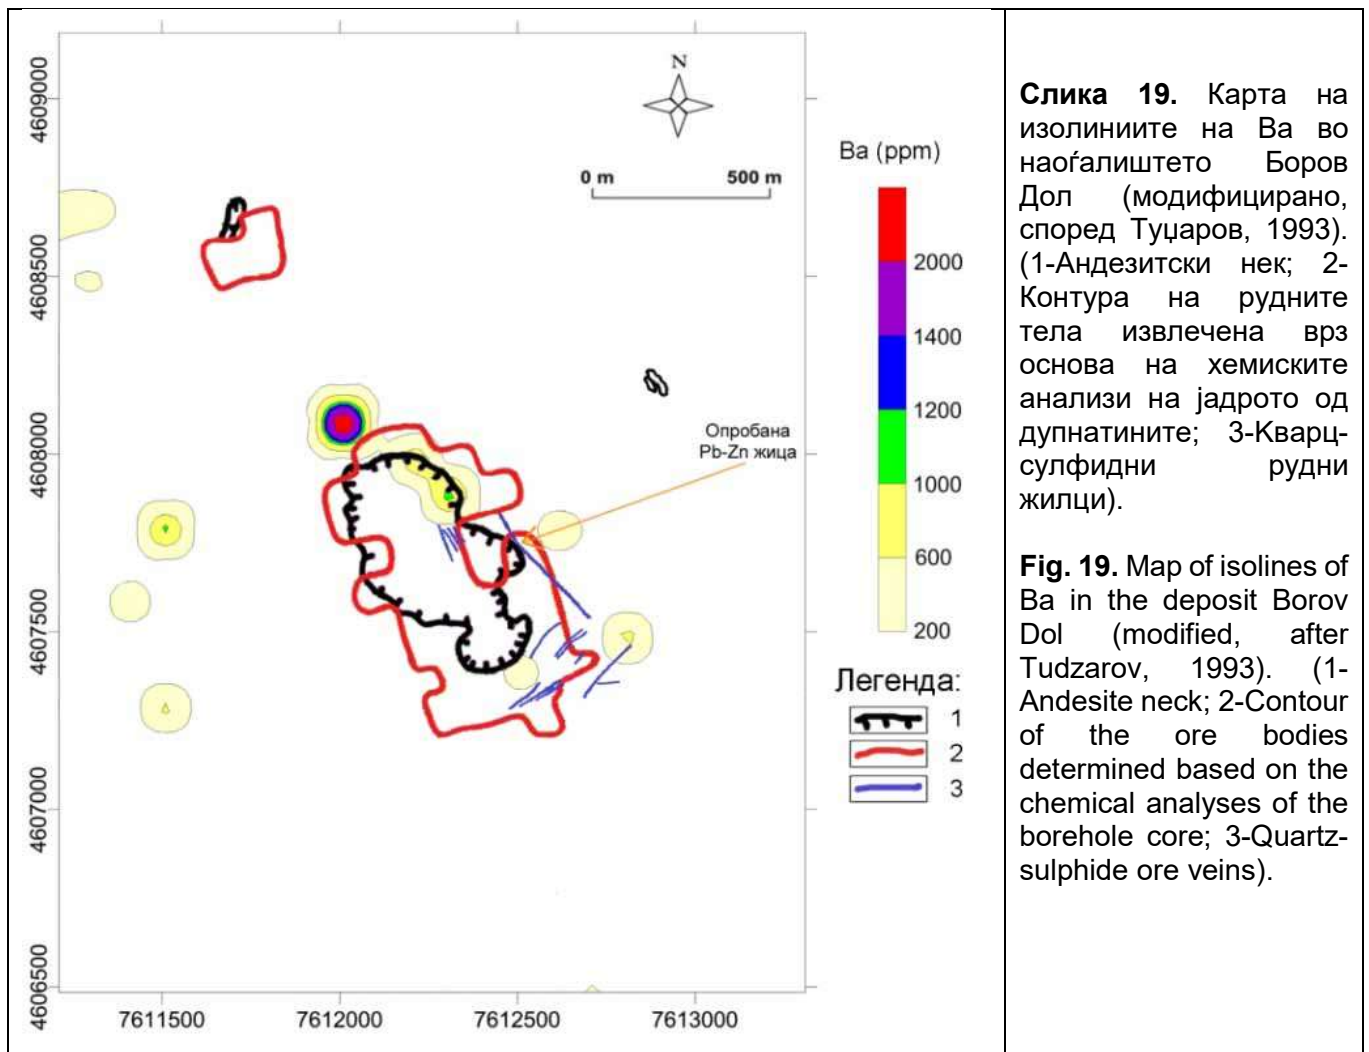 N
0 m 500 m
4609000
4608500
4608000
4607500
4607000
4606500
7611500 7612000 7612500 7613000
Опробана
Pb-Zn жица
Ba (ppm)
2000
1400
1200
1000
600
200
Легенда:
1
2
3
Слика 19. Карта на
изолиниите на Ba во
наоѓалиштето Боров
Дол (модифицирано,
според Туџаров, 1993).
(1-Андезитски нек; 2-
Контура на рудните
тела извлечена врз
основа на хемиските
анализи на јадрото од
дупнатините; 3-Кварц-
сулфидни рудни
жилци).
Fig. 19. Map of isolines of
Ba in the deposit Borov
Dol (modified, after
Tudzarov, 1993). (1-
Andesite neck; 2-Contour
of the ore bodies
determined based on the
chemical analyses of the
borehole core; 3-Quartz-
sulphide ore veins).